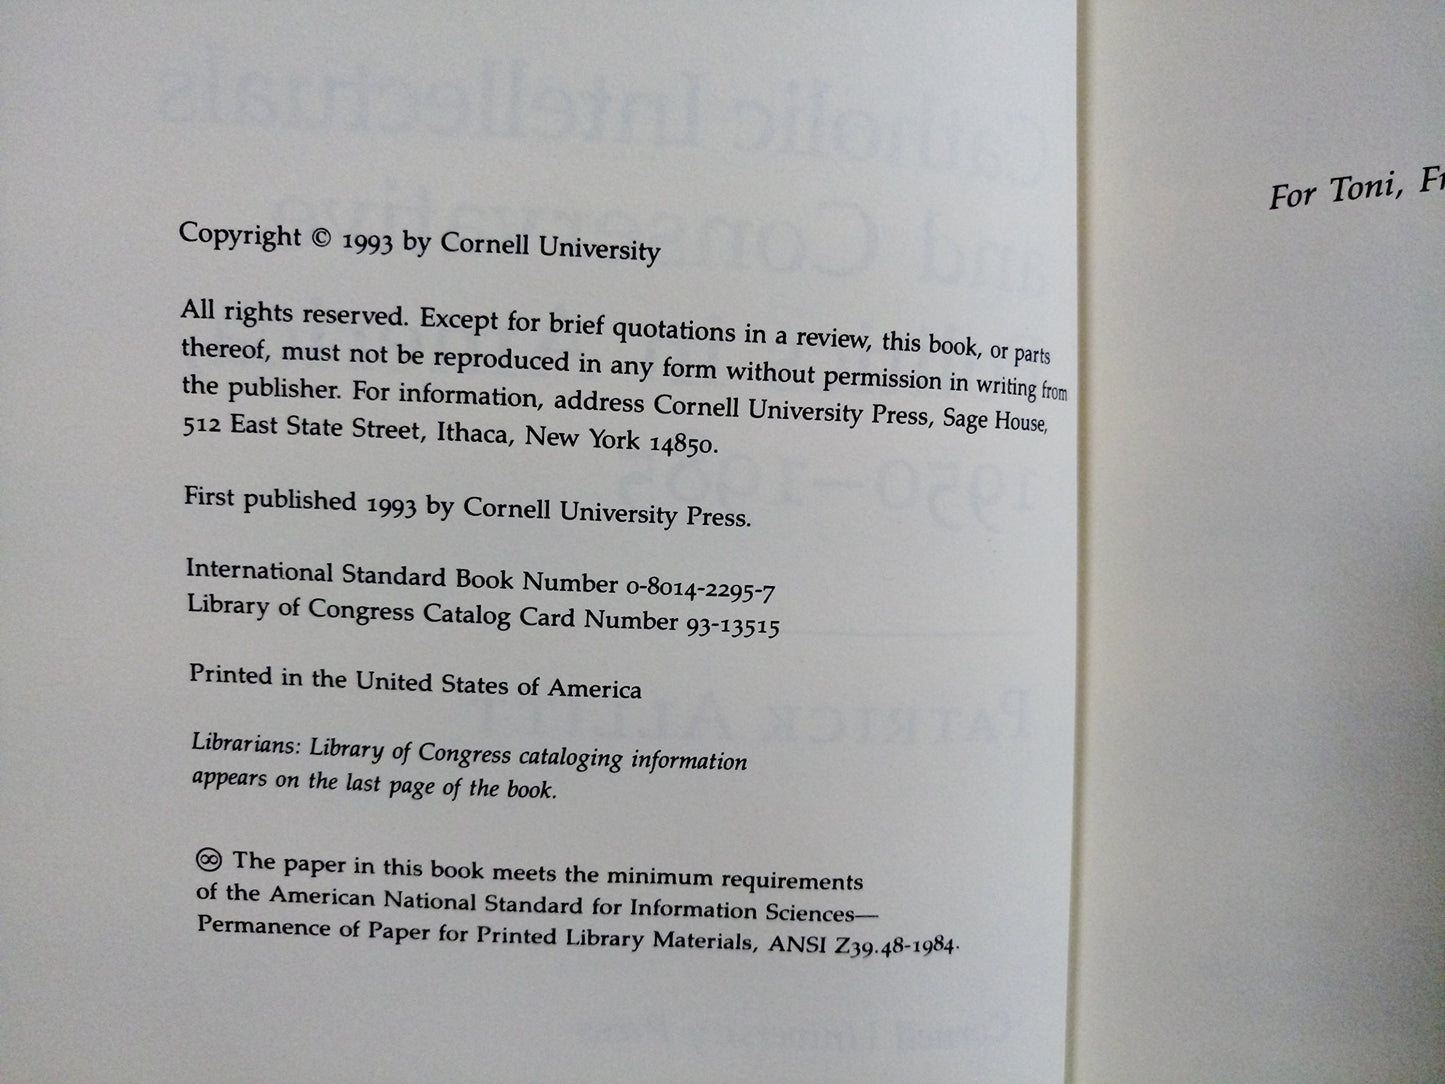 Copyright © 1993 by Cornell University
All rights reserved. Except for brief quotations in a review, this book, or parts
thereof, must not be reproduced in any form without permission in writing from
the publisher. For information, address Cornell University Press, Sage House,
512 East State Street, Ithaca, New York 14850.
First published 1993 by Cornell University Press.
International Standard Book Number 0-8014-2295-7
Library of Congress Catalog Card Number 93-13515
Printed in the United States of America
Librarians: Library of Congress cataloging information
appears on the last page of the book.
♾ The paper in this book meets the minimum requirements
of the American National Standard for Information Sciences—
Permanence of Paper for Printed Library Materials, ANSI Z39.48-1984.
For Toni,